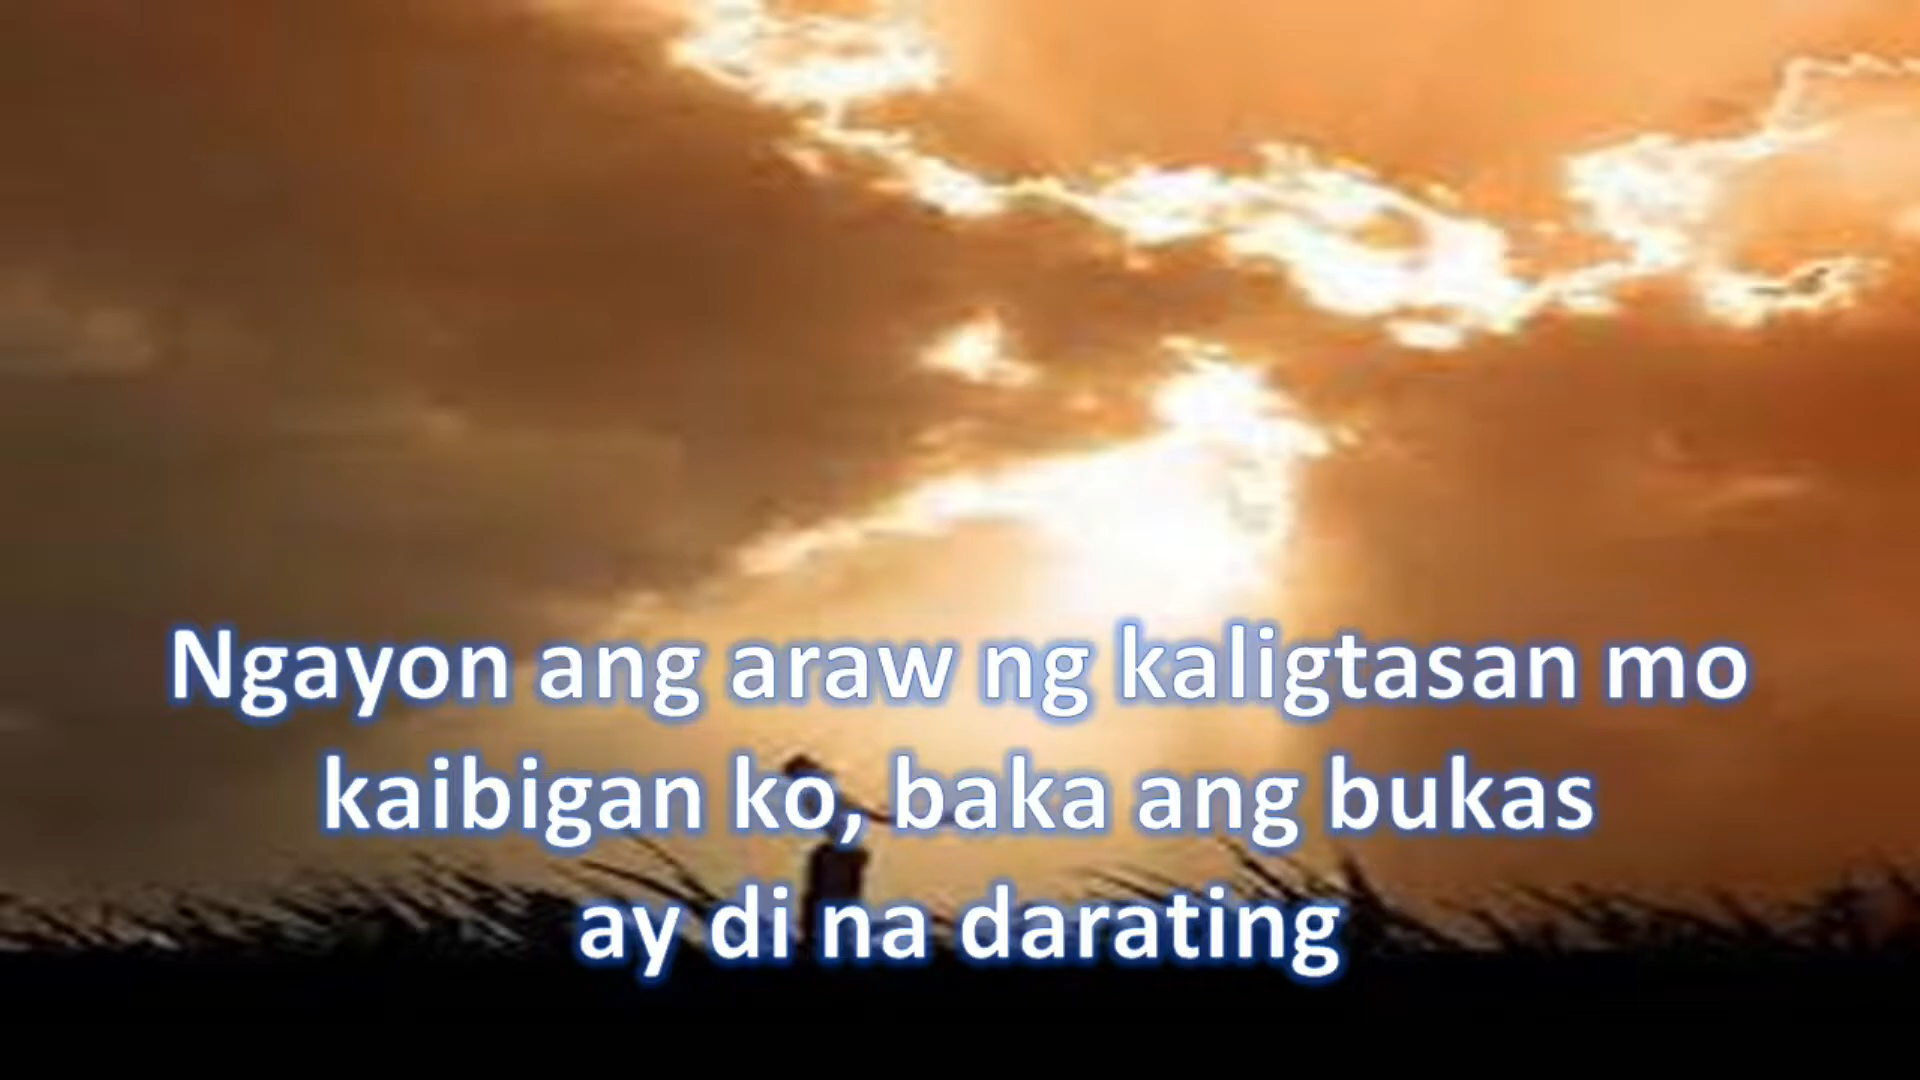 Ngayon ang araw ng kaligtasan mo
kaibigan ko, baka ang bukas
ay di na darating